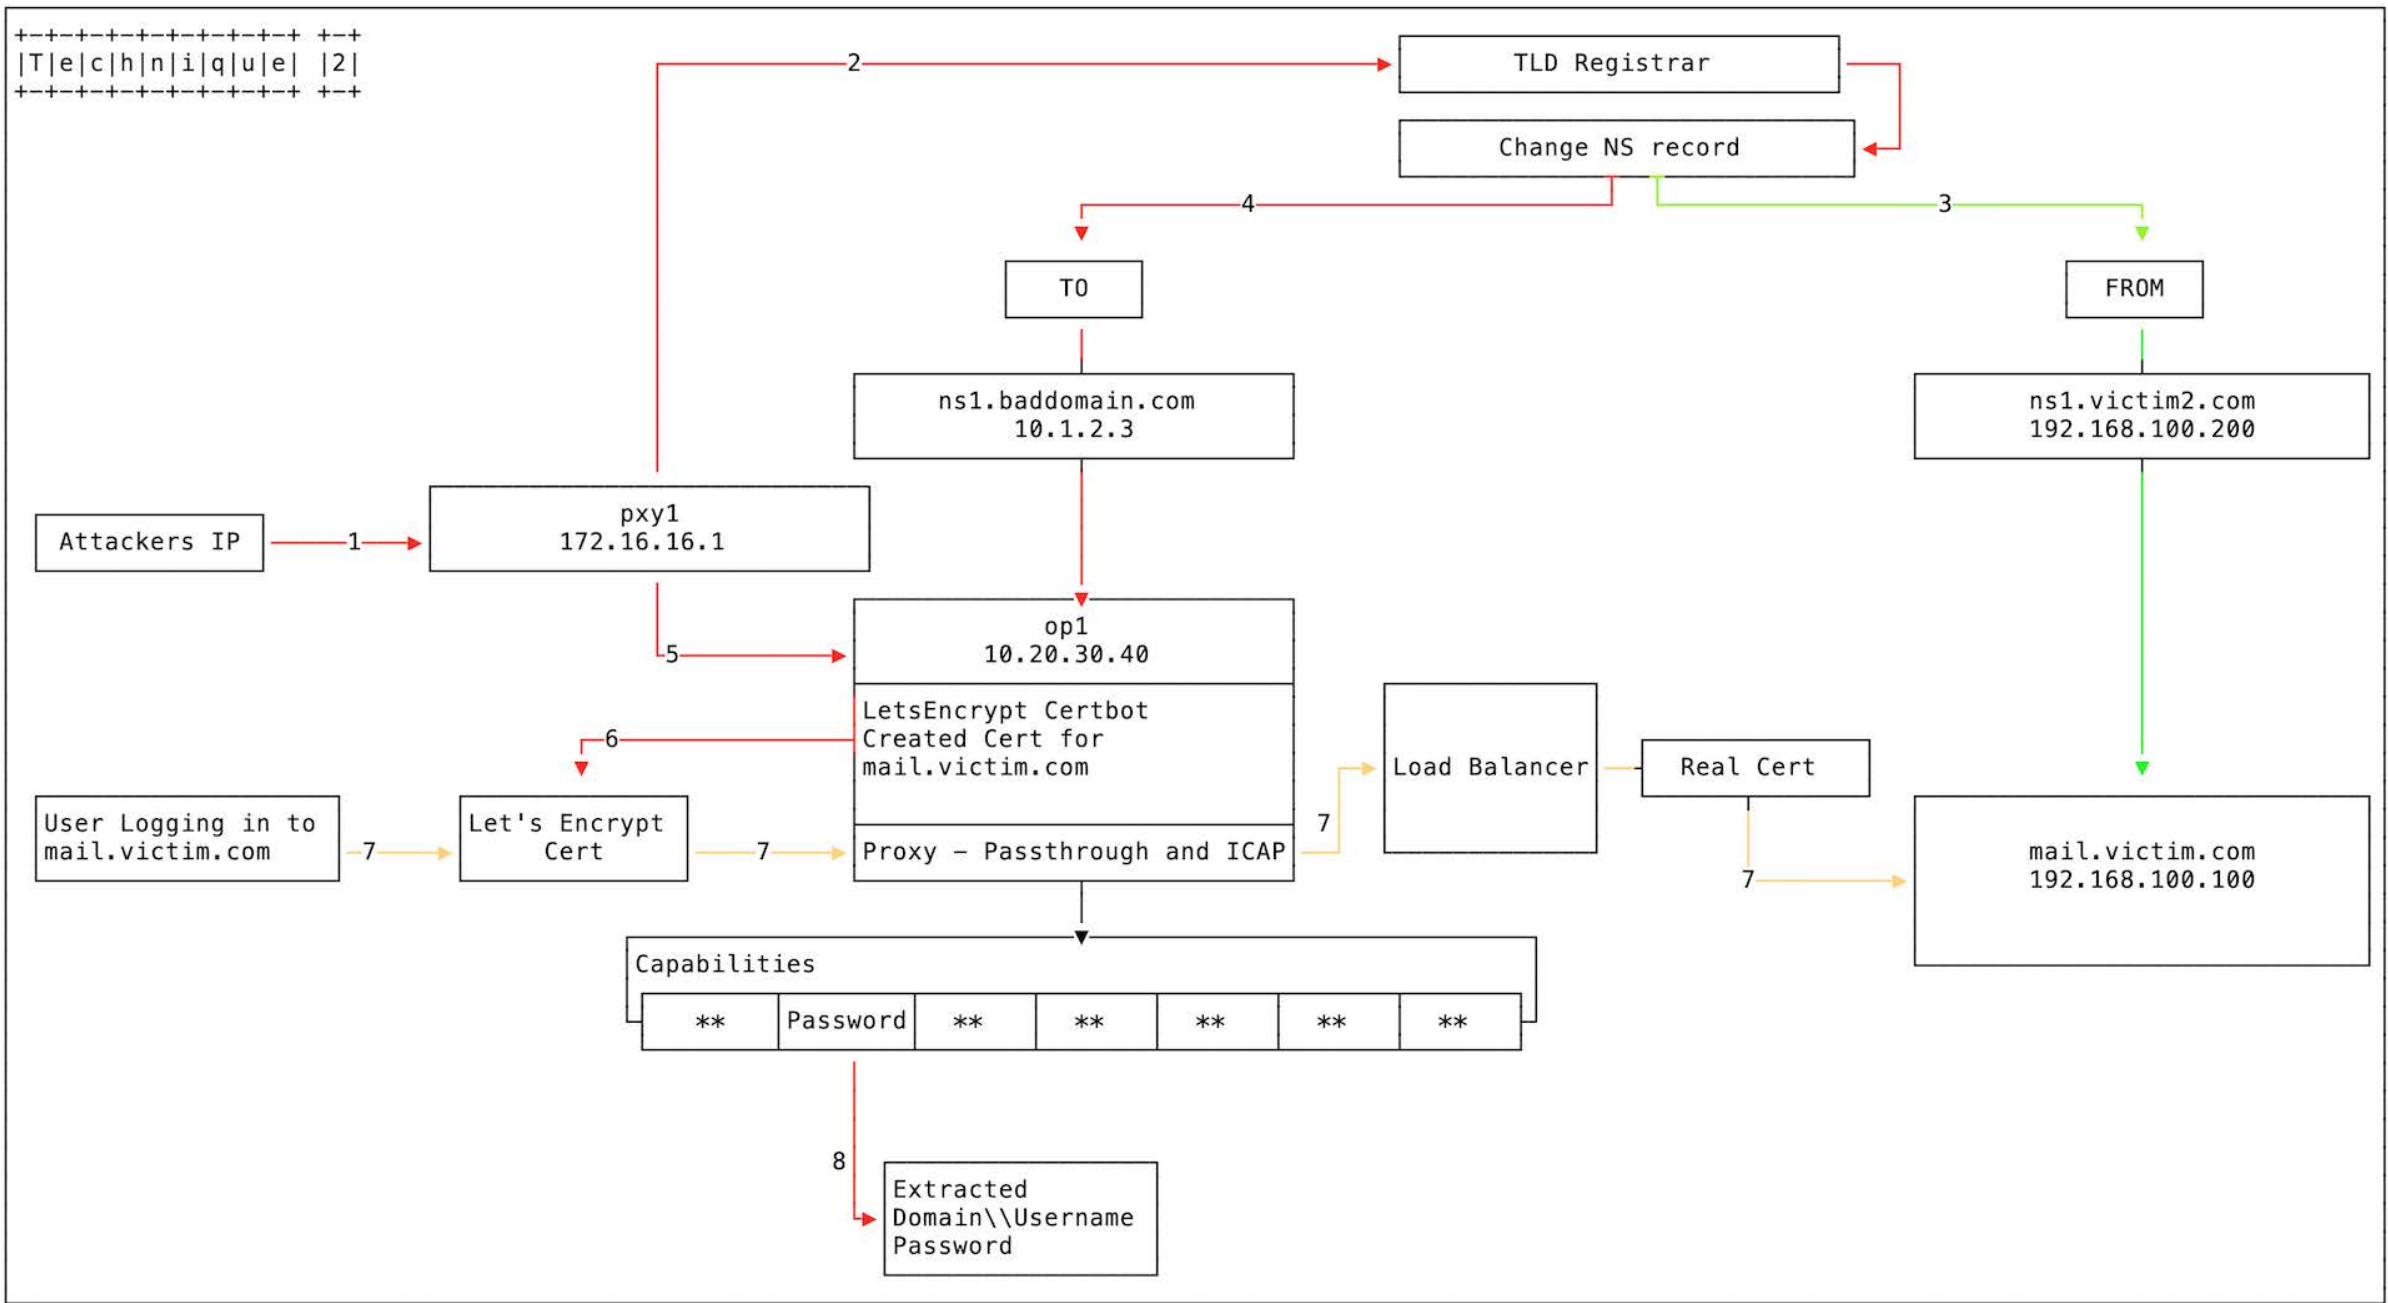 +-+-+-+-+-+-+-+-+-+ +-+
|T|e|c|h|n|i|q|u|e| |2|
+-+-+-+-+-+-+-+-+-+ +-+
2
TLD Registrar
Change NS record
4
3
TO
FROM
ns1.baddomain.com
10.1.2.3
ns1.victim2.com
192.168.100.200
Attackers IP
1
pxy1
172.16.16.1
5
op1
10.20.30.40
6
LetsEncrypt Certbot
Created Cert for
mail.victim.com
Load Balancer
Real Cert
User Logging in to
mail.victim.com
7
Let's Encrypt
Cert
7
Proxy – Passthrough and ICAP
7
7
mail.victim.com
192.168.100.100
Capabilities
** Password ** ** ** ** **
8
Extracted
Domain\\Username
Password